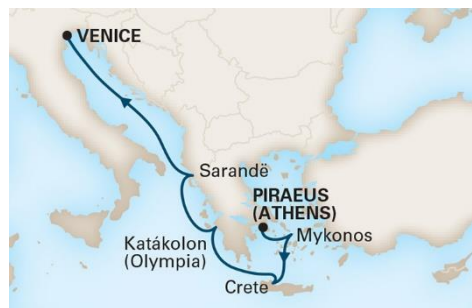 VENICE
Sarandë
PIRAEUS
(ATHENS)
Mykonos
Katákolon
(Olympia)
Crete